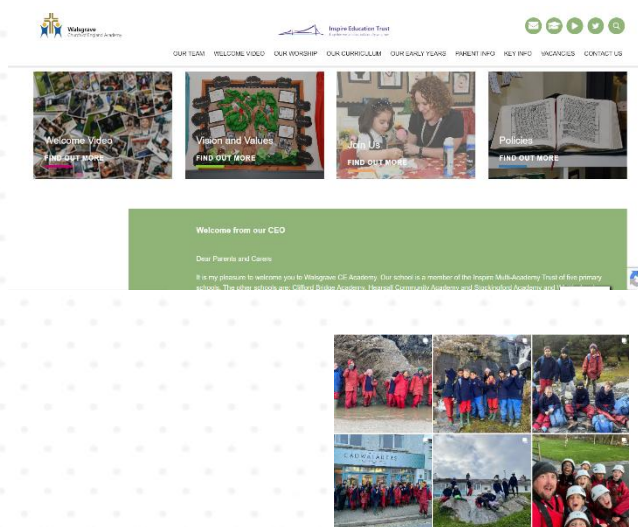 Walsgrave
Church of England Academy
Inspire Education Trust
OUR TEAM WELCOME VIDEO OUR WORSHIP OUR CURRICULUM OUR EARLY YEARS PARENT INFO KEY INFO VACANCIES CONTACT US
Welcome Video
FIND OUT MORE
Vision and Values
FIND OUT MORE
Join Us
FIND OUT MORE
Policies
FIND OUT MORE
Welcome from our CEO
Dear Parents and Carers
It is my pleasure to welcome you to Walsgrave CE Academy. Our school is a member of the Inspire Multi-Academy Trust of five primary
schools. The other schools are: Clifford Bridge Academy, Hearsall Community Academy and Stockingford Academy and